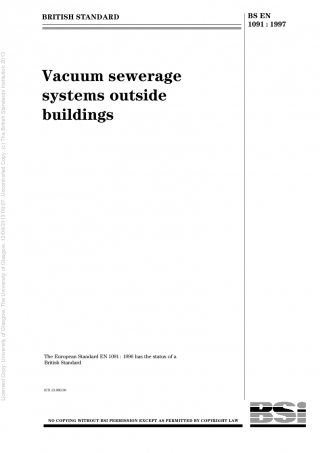 BRITISH STANDARD
BS EN
1091 : 1997
Vacuum sewerage
systems outside
buildings
The European Standard EN 1091 : 1996 has the status of a
British Standard
NO COPYING WITHOUT BSI PERMISSION EXCEPT AS PERMITTED BY COPYRIGHT LAW
BSi